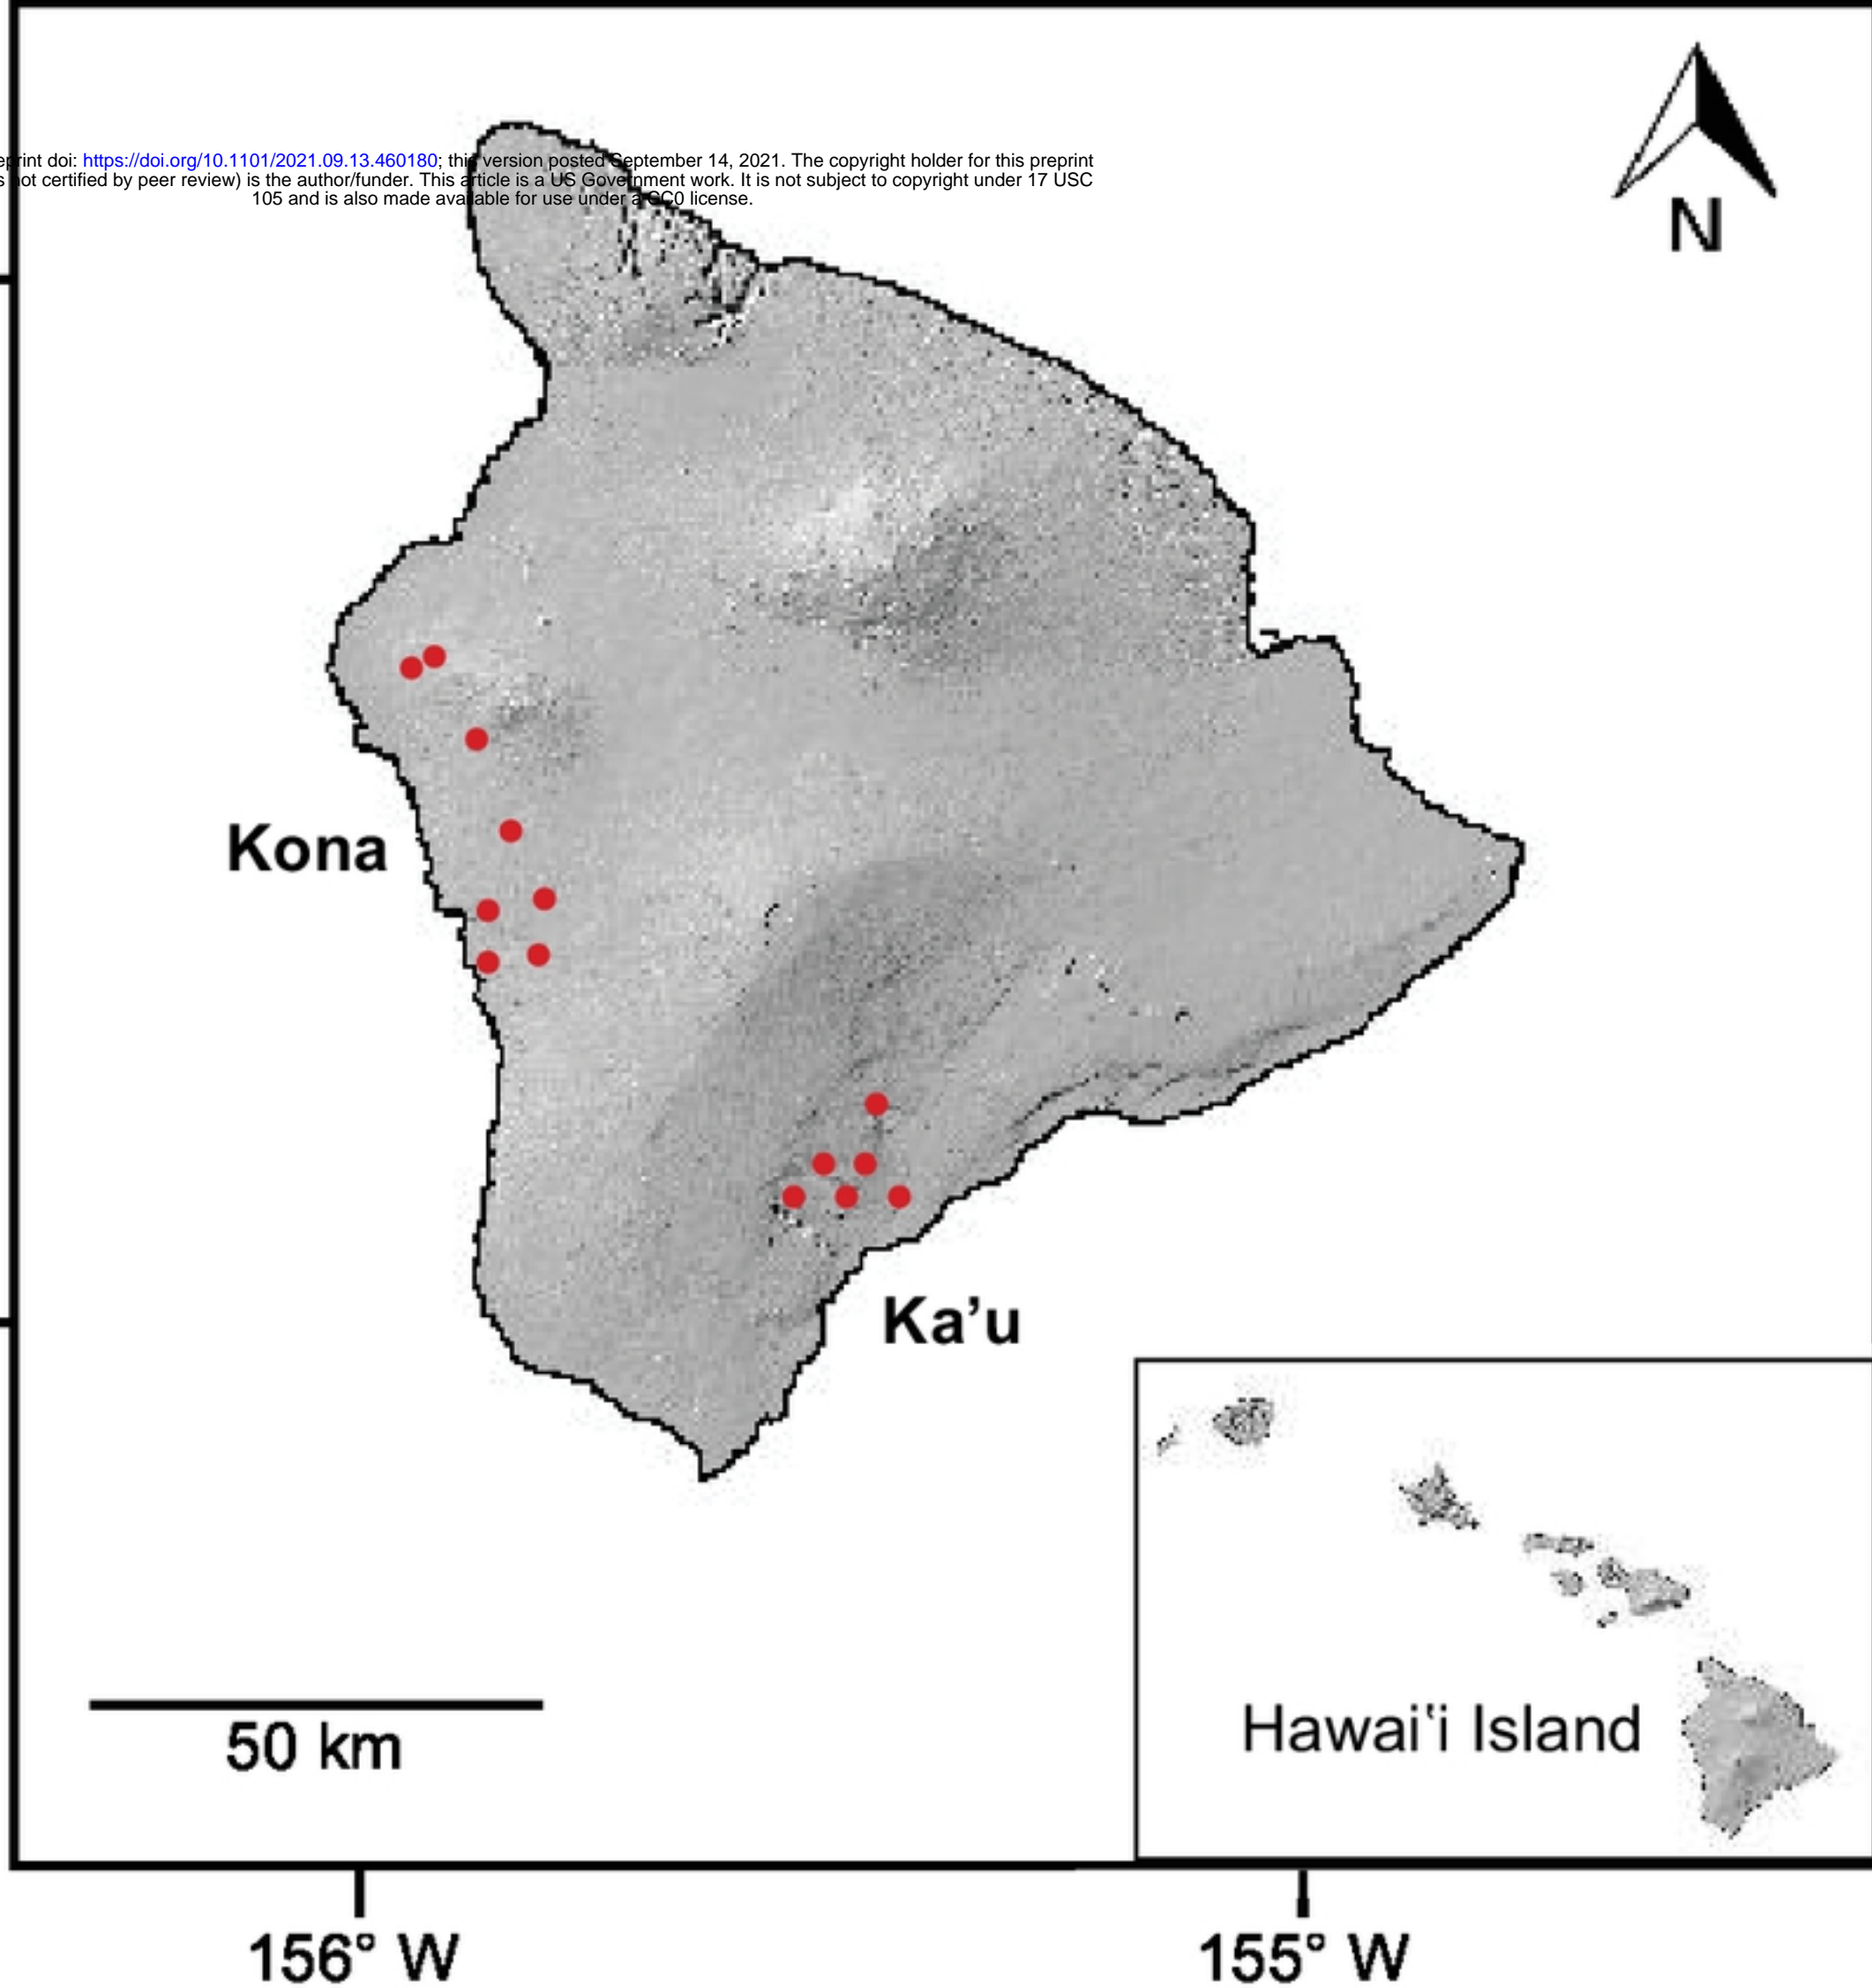 eprint doi: https://doi.org/10.1101/2021.09.13.460180; this version posted September 14, 2021. The copyright holder for this preprint
s not certified by peer review) is the author/funder. This article is a US Government work. It is not subject to copyright under 17 USC
105 and is also made available for use under a CC0 license.
N
Kona
Ka’u
Hawaiʻi Island
50 km
156° W
155° W